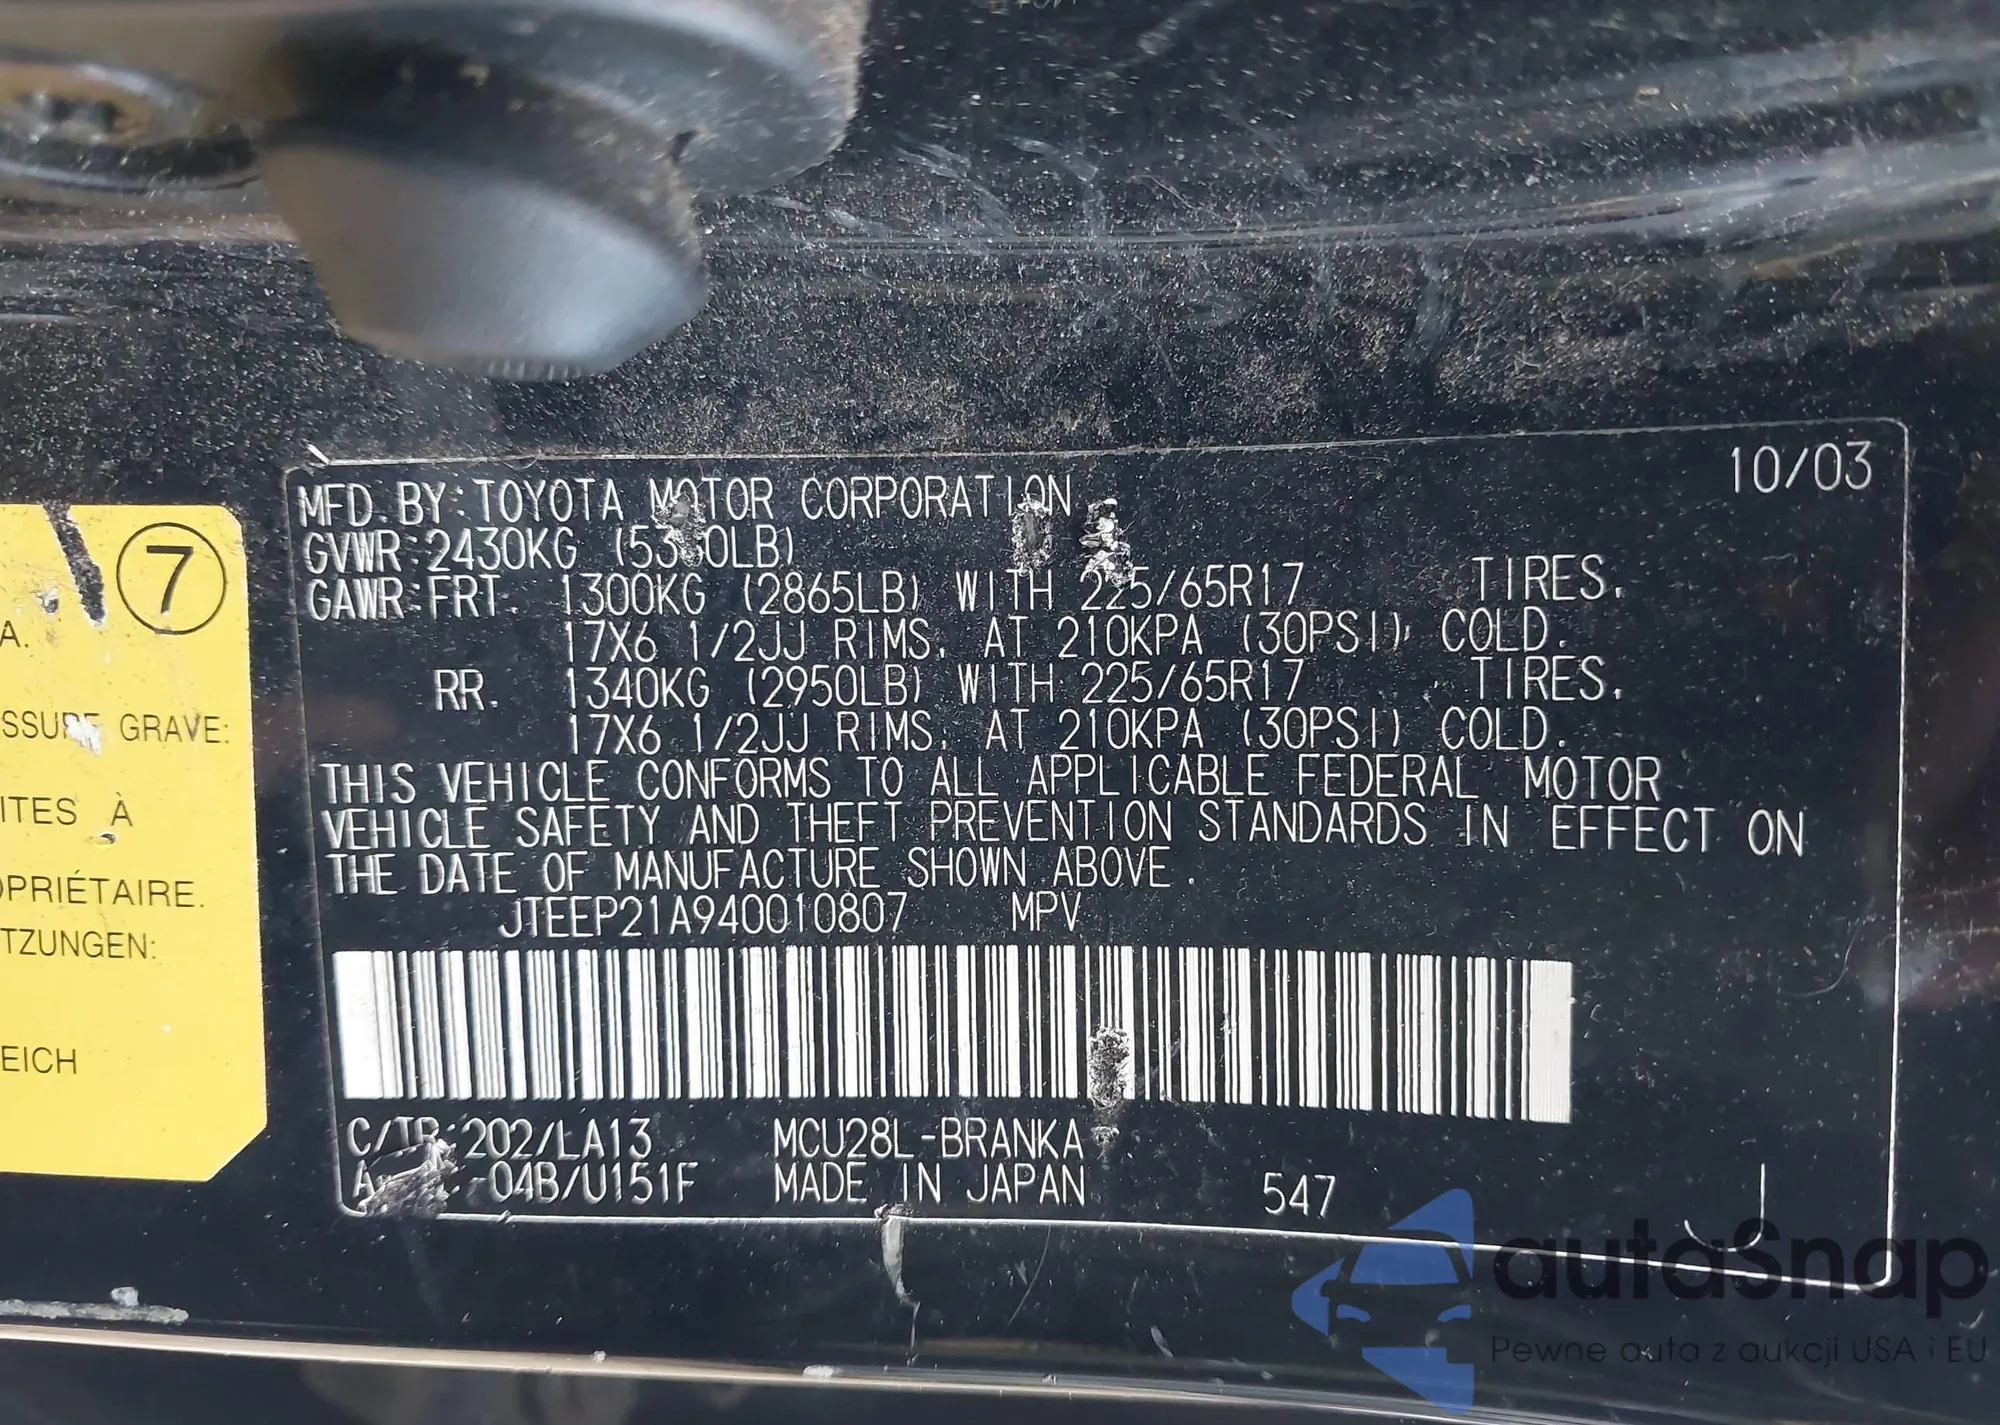 7
A.
SSURE GRAVE:
ITES À
OPRIÉTAIRE.
TZUNGEN:
EICH
10/03
MFD. BY: TOYOTA MOTOR CORPORATION
GVWR: 2430KG
GAWR: FRT. 1300KG (2865LB) WITH 225/65R17 TIRES.
17X6 1/2JJ RIMS, AT 210KPA (30PSI) COLD.
RR. 1340KG (2950LB) WITH 225/65R17 TIRES,
17X6 1/2JJ RIMS, AT 210KPA (30PSI) COLD.
THIS VEHICLE CONFORMS TO ALL APPLICABLE FEDERAL MOTOR
VEHICLE SAFETY AND THEFT PREVENTION STANDARDS IN EFFECT ON
THE DATE OF MANUFACTURE SHOWN ABOVE.
JTEEP21A940010807 MPV
C/TR: 202/LA13 MCU28L-BRANKA
-04B/U151F MADE IN JAPAN 547 J
autaSnap
Pewne auta z aukcji USA i EU